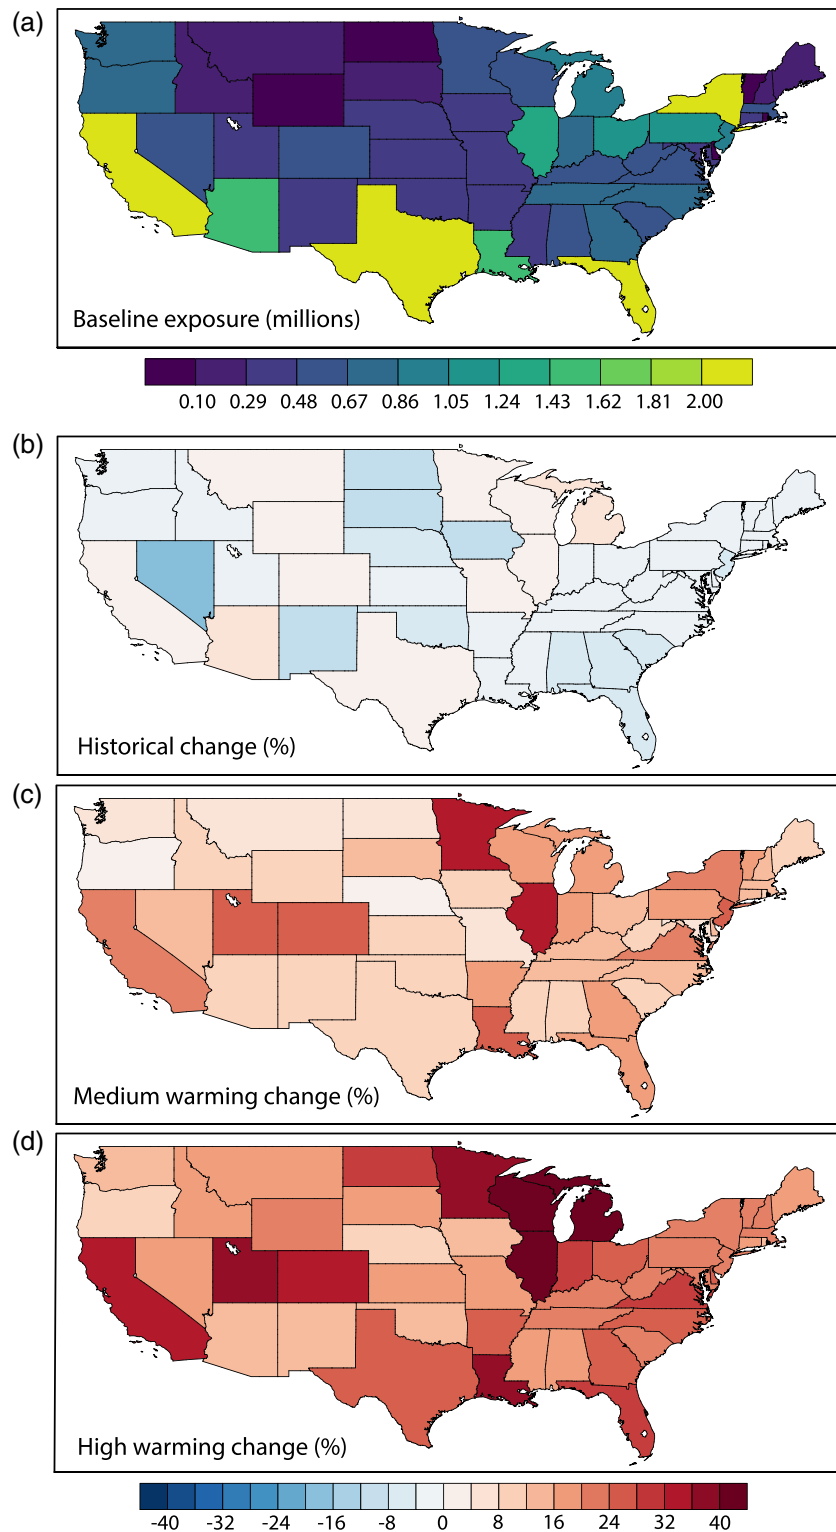 (a)
Baseline exposure (millions)
0.10 0.29 0.48 0.67 0.86 1.05 1.24 1.43 1.62 1.81 2.00
(b)
Historical change (%)
(c)
Medium warming change (%)
(d)
High warming change (%)
-40 -32 -24 -16 -8 0 8 16 24 32 40